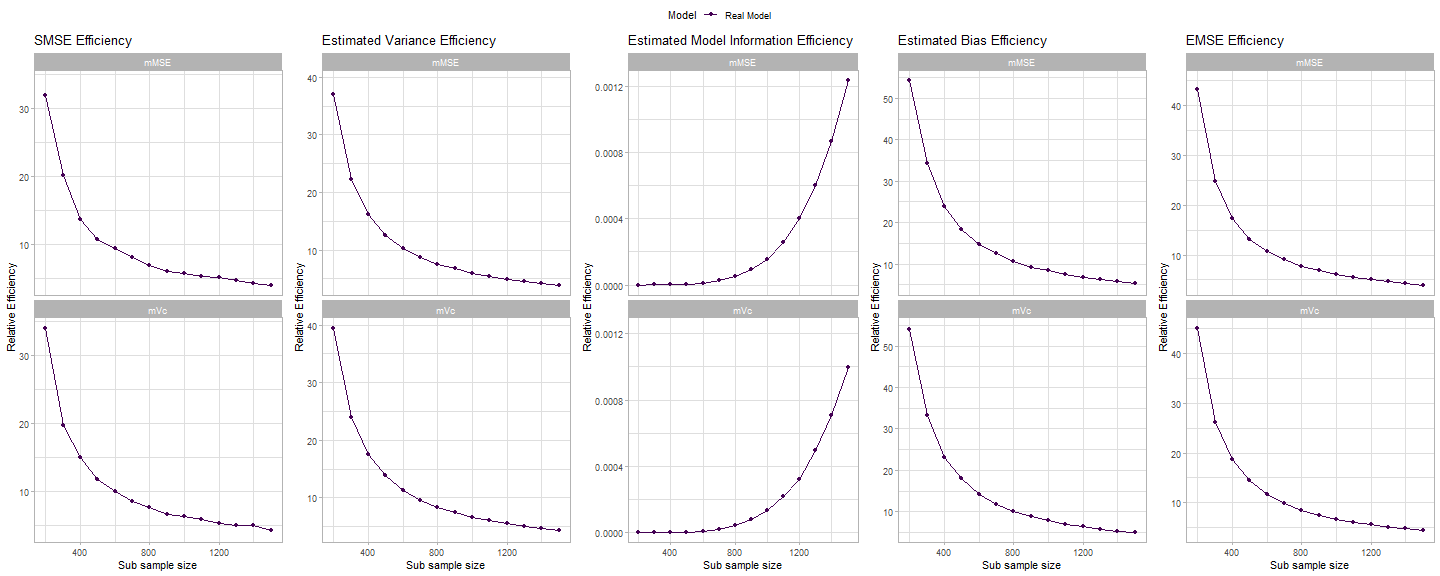 Model Real Model
SMSE Efficiency
mMSE
30
20
10
mVc
30
20
10
400 800 1200
Sub sample size
Relative Efficiency
Estimated Variance Efficiency
mMSE
40
30
20
10
mVc
40
30
20
10
400 800 1200
Sub sample size
Relative Efficiency
Estimated Model Information Efficiency
mMSE
0.0012
0.0008
0.0004
0.0000
mVc
0.0012
0.0008
0.0004
0.0000
400 800 1200
Sub sample size
Relative Efficiency
Estimated Bias Efficiency
mMSE
50
40
30
20
10
mVc
50
40
30
20
10
400 800 1200
Sub sample size
Relative Efficiency
EMSE Efficiency
mMSE
40
30
20
10
mVc
40
30
20
10
400 800 1200
Sub sample size
Relative Efficiency